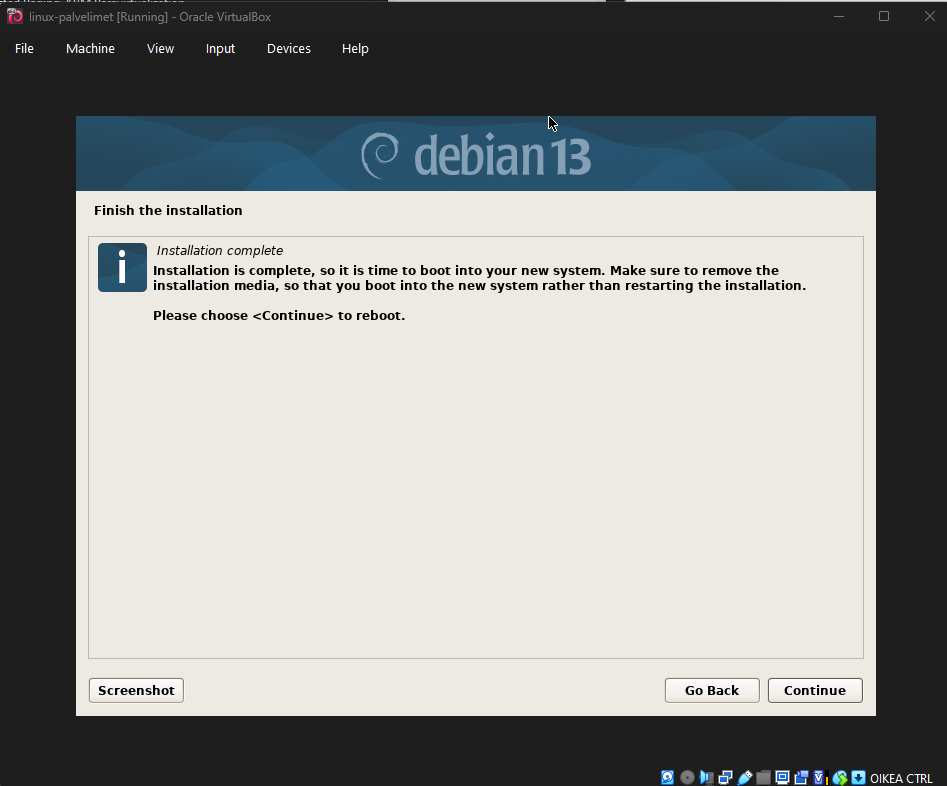 linux-palvelimet [Running] - Oracle VirtualBox
File Machine View Input Devices Help
debian 13
Finish the installation
Installation complete
Installation is complete, so it is time to boot into your new system. Make sure to remove the
installation media, so that you boot into the new system rather than restarting the installation.
Please choose <Continue> to reboot.
Screenshot Go Back Continue
OIKEA CTRL